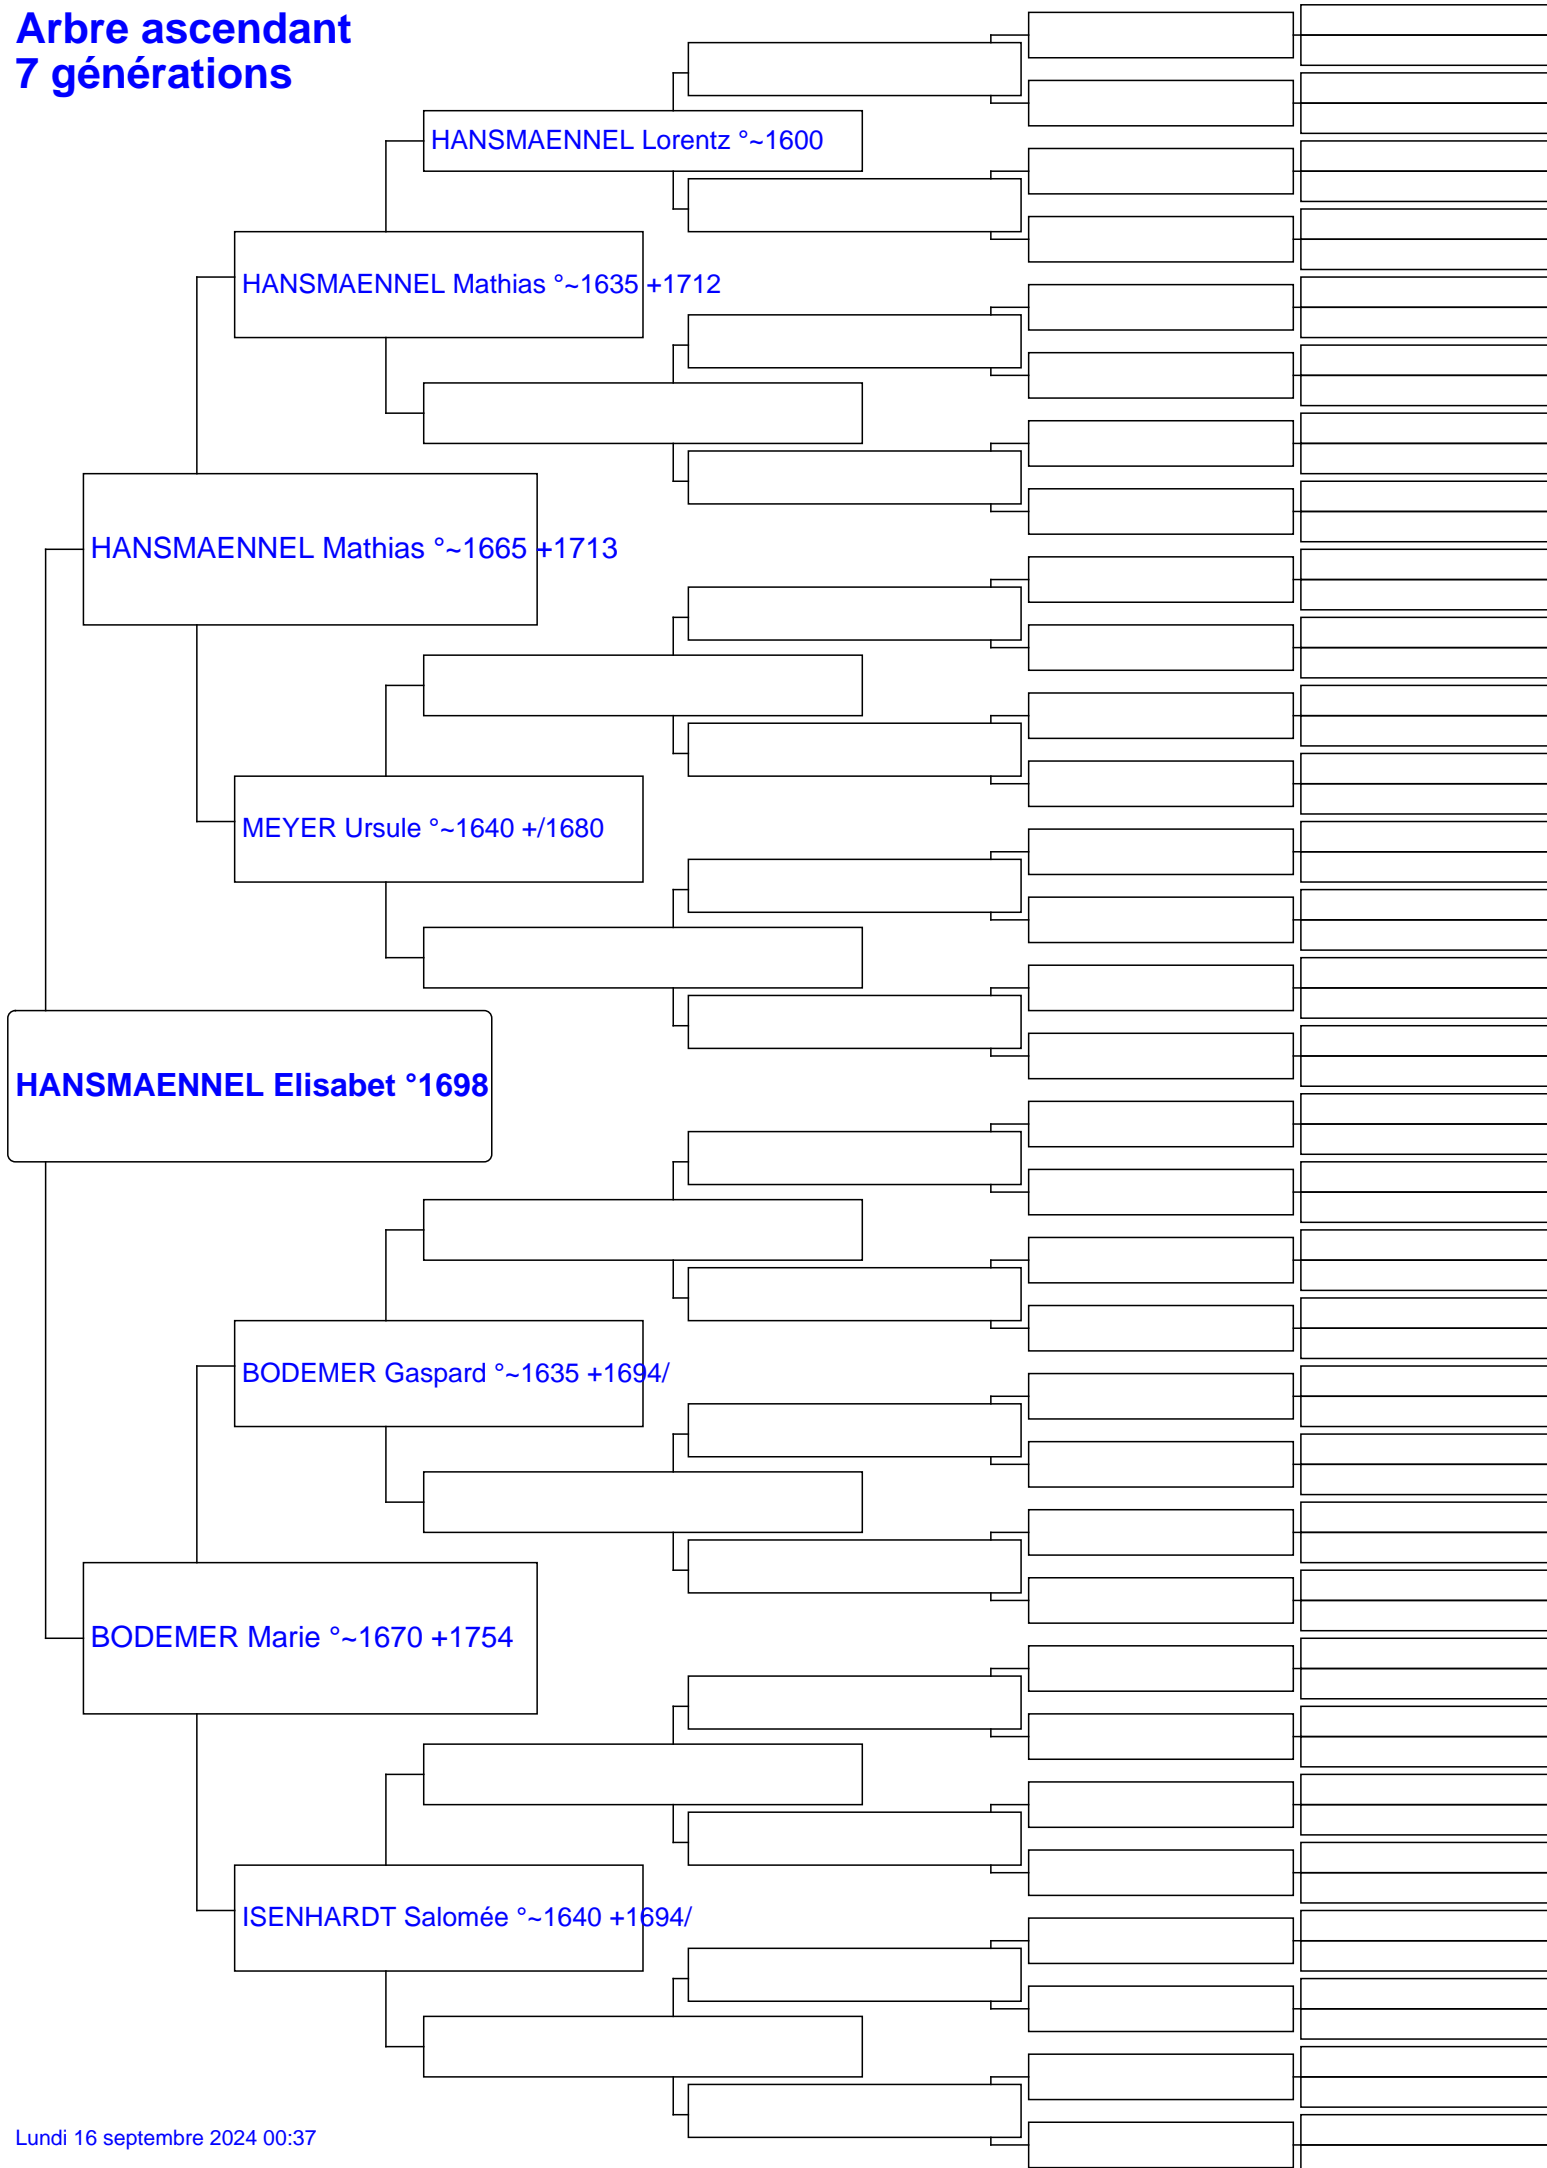 Arbre ascendant
7 générations
HANSMAENNEL Lorentz °~1600
HANSMAENNEL Mathias °~1635 +1712
HANSMAENNEL Mathias °~1665 +1713
MEYER Ursule °~1640 +/1680
HANSMAENNEL Elisabet °1698
BODEMER Gaspard °~1635 +1694/
BODEMER Marie °~1670 +1754
ISENHARDT Salomée °~1640 +1694/
Lundi 16 septembre 2024 00:37